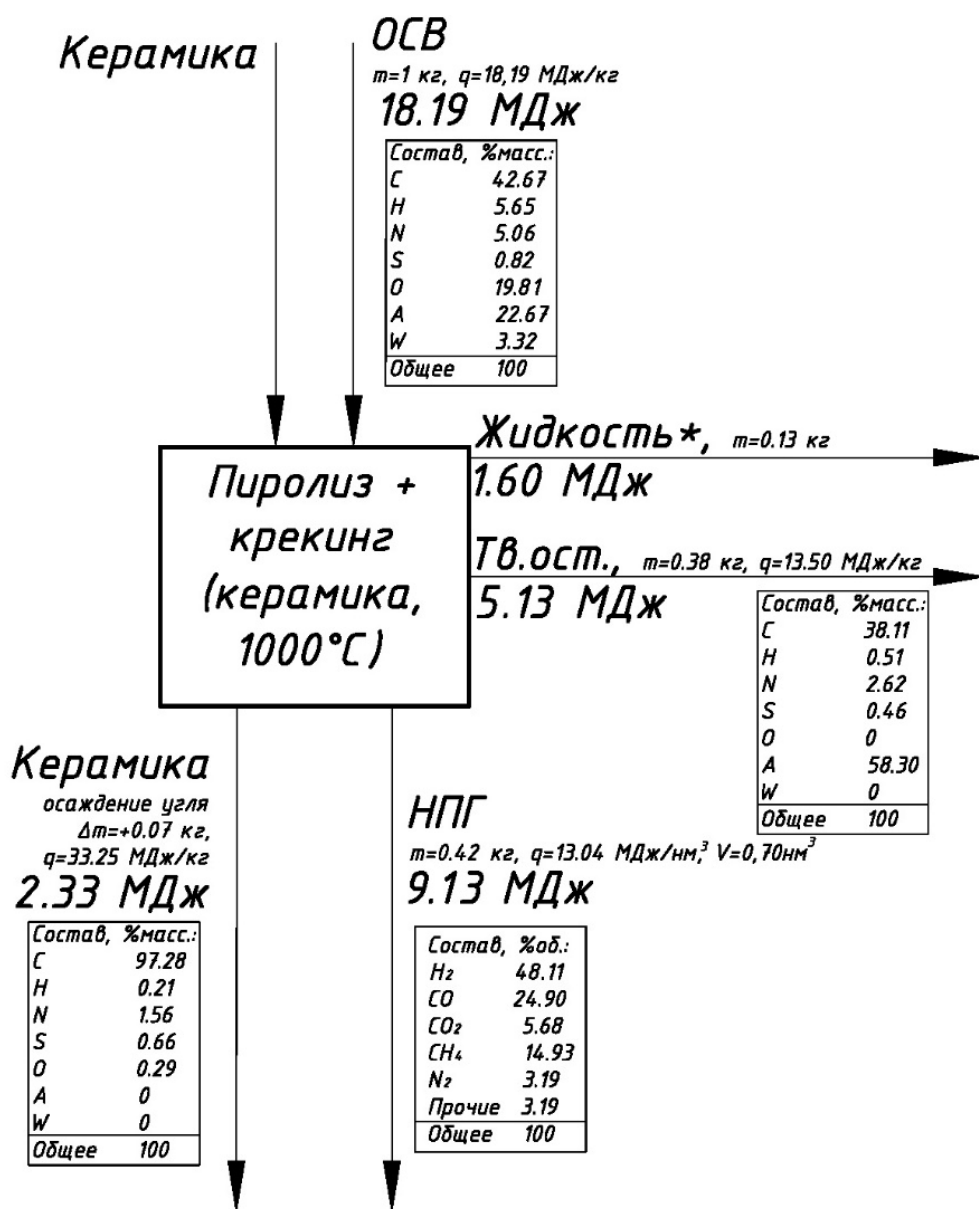 Керамика
ОСВ
m=1 кг, q=18,19 МДж/кг
18.19 МДж
Состав, %масс.:
C 42.67
H 5.65
N 5.06
S 0.82
O 19.81
A 22.67
W 3.32
Общее 100
Пиролиз +
крекинг
(керамика,
1000°C)
Жидкость*, m=0.13 кг
1.60 МДж
Тв.ост., m=0.38 кг, q=13.50 МДж/кг
5.13 МДж
Состав, %масс.:
C 38.11
H 0.51
N 2.62
S 0.46
O 0
A 58.30
W 0
Общее 100
Керамика
осаждение угля
Δm=+0.07 кг,
q=33.25 МДж/кг
2.33 МДж
Состав, %масс.:
C 97.28
H 0.21
N 1.56
S 0.66
O 0.29
A 0
W 0
Общее 100
НПГ
m=0.42 кг, q=13.04 МДж/нм,³ V=0,70нм³
9.13 МДж
Состав, %об.:
H₂ 48.11
CO 24.90
CO₂ 5.68
CH₄ 14.93
N₂ 3.19
Прочие 3.19
Общее 100